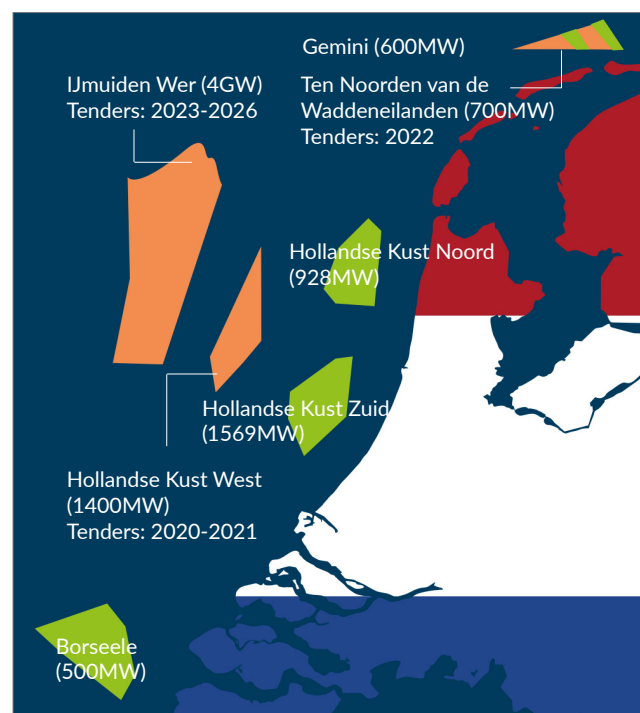 Gemini (600MW)
IJmuiden Wer (4GW)
Tenders: 2023-2026
Ten Noorden van de
Waddeneilanden (700MW)
Tenders: 2022
Hollandse Kust Noord
(928MW)
Hollandse Kust Zuid
(1569MW)
Hollandse Kust West
(1400MW)
Tenders: 2020-2021
Borseele
(500MW)